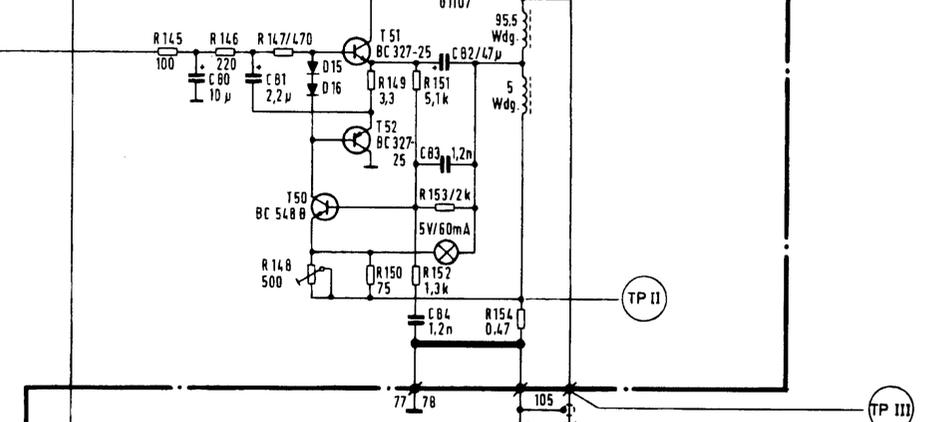 GT107
95.5
Wdg.
T51
BC 327-25
C82/47µ
R145
100
R146
220
R147/470
D15
D16
C80
10 µ
C81
2,2 µ
R149
3,3
R151
5,1k
5
Wdg.
T52
BC 327-
25
C83
1,2n
T50
BC 548 B
R153/2k
5V/60mA
R148
500
R150
75
R152
1,3k
TP II
C84
1,2n
R154
0.47
77
78
105
TP III